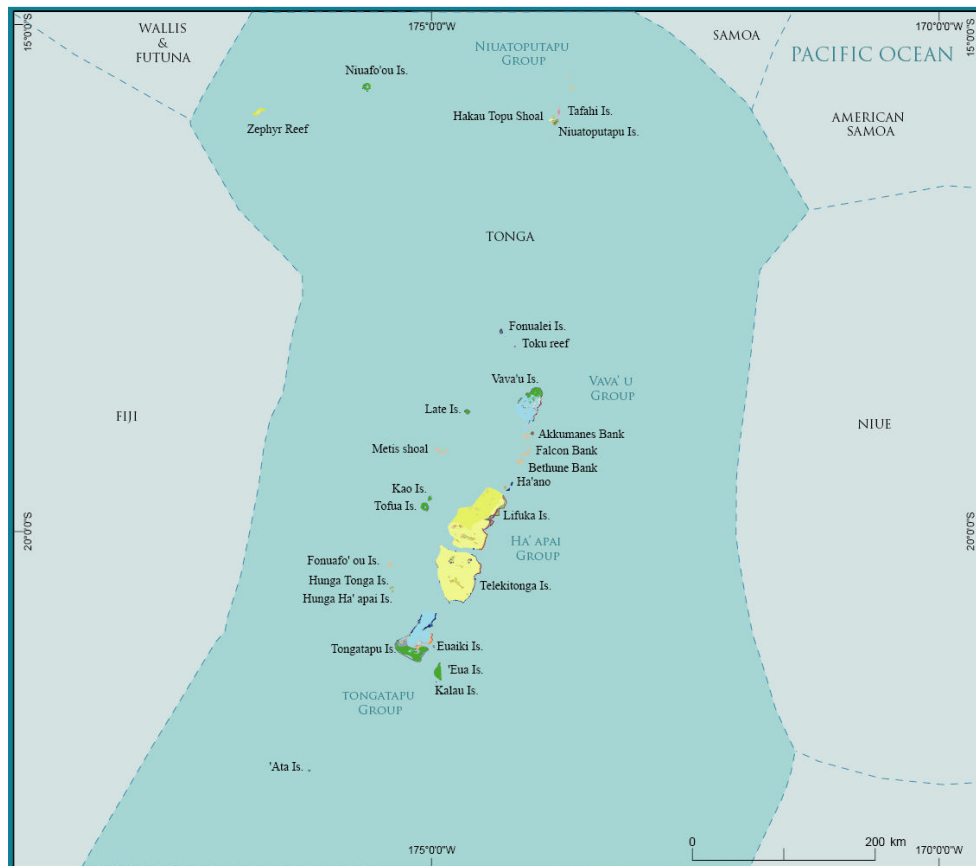 15°0'0"S
175°0'0"W
170°0'0"W
15°0'0"S
WALLIS
&
FUTUNA
SAMOA
NIUATOPUTAPU
GROUP
PACIFIC OCEAN
Niuafo'ou Is.
Zephyr Reef
Hakau Topu Shoal
Tafahi Is.
Niuatoputapu Is.
AMERICAN
SAMOA
TONGA
Fonualei Is.
Toku reef
Vava'u Is.
VAVA' U
GROUP
Late Is.
FIJI
NIUE
Akkumanes Bank
Metis shoal
Falcon Bank
Bethune Bank
Ha'ano
Kao Is.
Tofua Is.
Lifuka Is.
20°0'0"S
20°0'0"S
HA' APAI
GROUP
Fonuafo' ou Is.
Hunga Tonga Is.
Hunga Ha' apai Is.
Telekitonga Is.
Tongatapu Is.
Euaiki Is.
'Eua Is.
Kalau Is.
TONGATAPU
GROUP
'Ata Is.
0
200 km
175°0'0"W
170°0'0"W